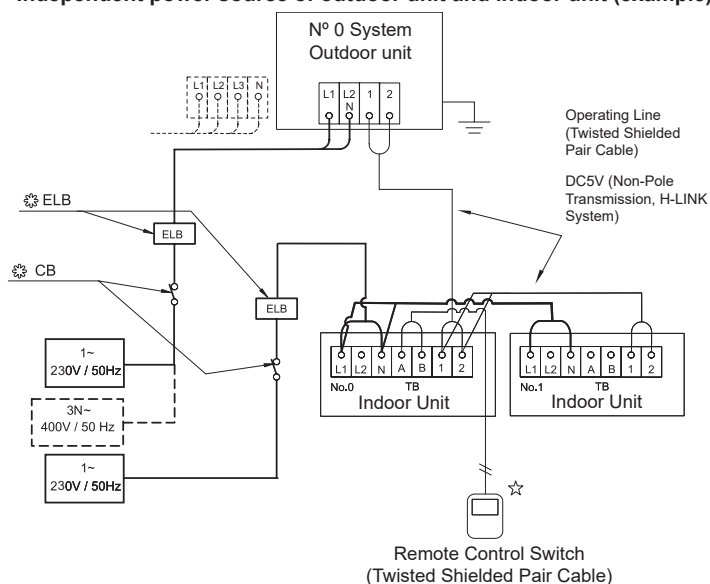 Independent power source of outdoor unit and indoor unit (example)
Nº 0 System
Outdoor unit
L1 L2 L3 N
L1 L2 N 1 2
Operating Line
(Twisted Shielded
Pair Cable)
DC5V (Non-Pole
Transmission, H-LINK
System)
ELB
ELB
CB
ELB
1~
230V / 50Hz
3N~
400V / 50 Hz
1~
230V / 50Hz
L1 L2 N A B 1 2
No.0 TB
Indoor Unit
L1 L2 N A B 1 2
No.1 TB
Indoor Unit
Remote Control Switch
(Twisted Shielded Pair Cable)